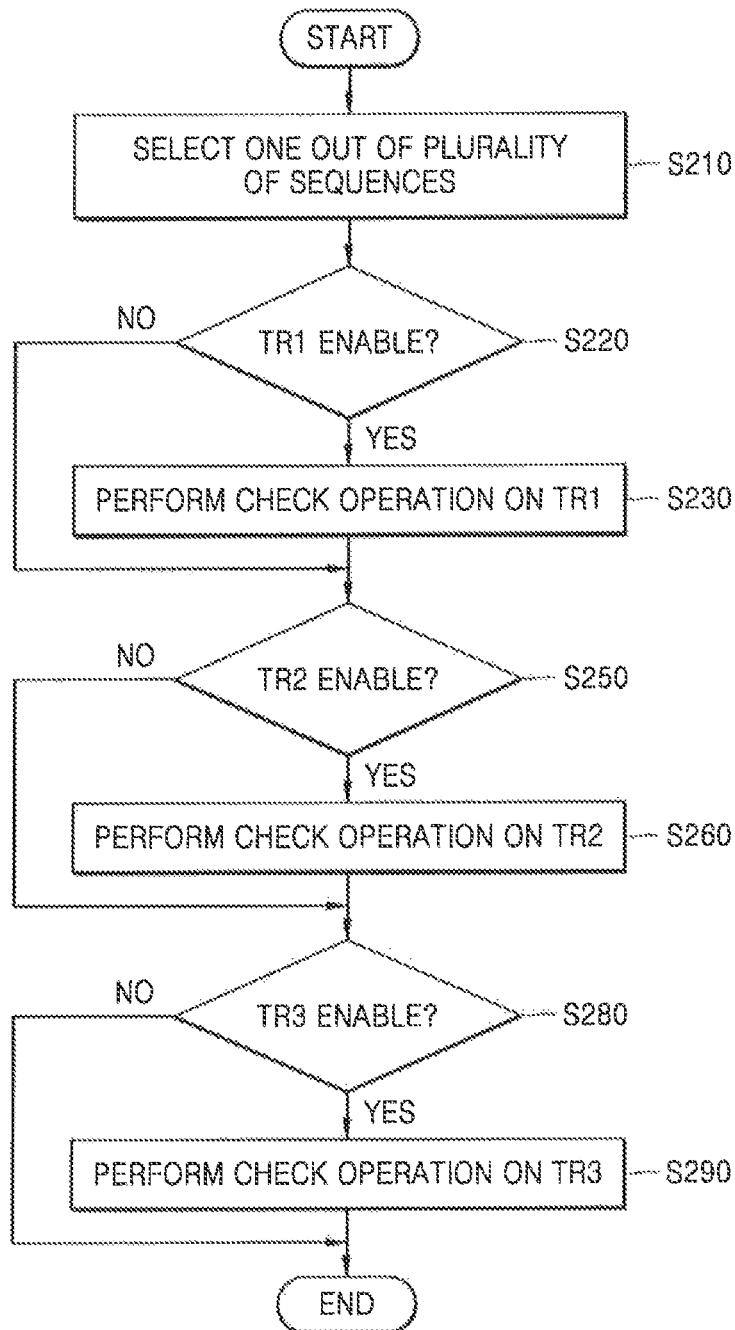 START
SELECT ONE OUT OF PLURALITY
OF SEQUENCES
S210
NO
TR1 ENABLE?
S220
YES
PERFORM CHECK OPERATION ON TR1
S230
NO
TR2 ENABLE?
S250
YES
PERFORM CHECK OPERATION ON TR2
S260
NO
TR3 ENABLE?
S280
YES
PERFORM CHECK OPERATION ON TR3
S290
END